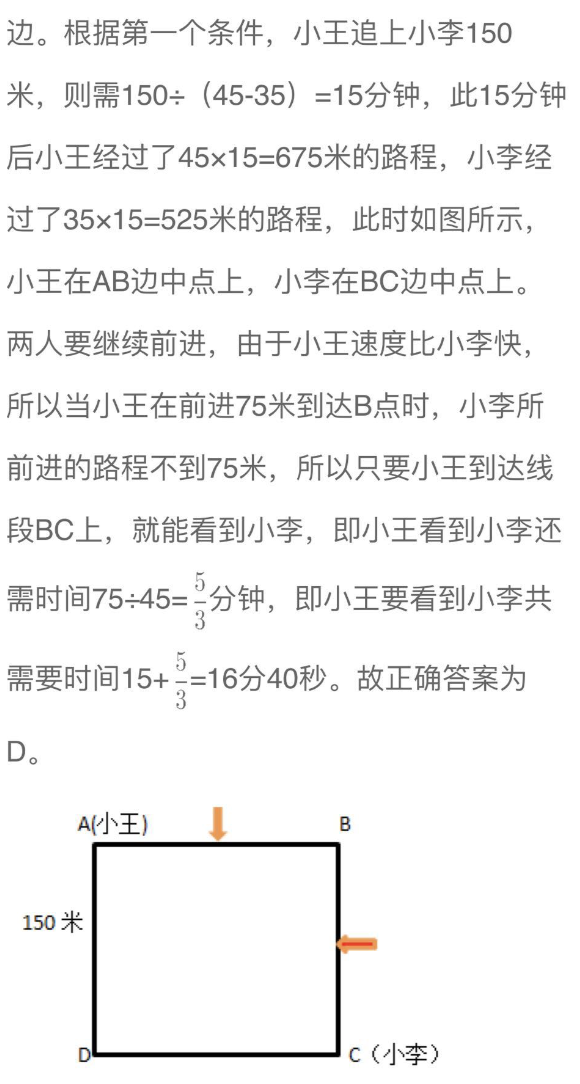 边。根据第一个条件，小王追上小李150
米，则需150÷（45-35）=15分钟，此15分钟
后小王经过了45×15=675米的路程，小李经
过了35×15=525米的路程，此时如图所示，
小王在AB边中点上，小李在BC边中点上。
两人要继续前进，由于小王速度比小李快，
所以当小王在前进75米到达B点时，小李所
前进的路程不到75米，所以只要小王到达线
段BC上，就能看到小李，即小王看到小李还
需时间75÷45=5/3分钟，即小王要看到小李共
需要时间15+5/3=16分40秒。故正确答案为
D。
A(小王) B
150 米
D C（小李）